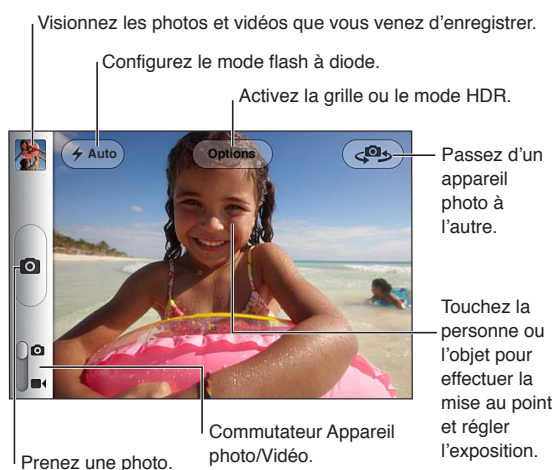 Visionnez les photos et vidéos que vous venez d'enregistrer.
Configurez le mode flash à diode.
Activez la grille ou le mode HDR.
Auto
Options
Passez d'un
appareil
photo à
l'autre.
Touchez la
personne ou
l'objet pour
effectuer la
mise au point
et régler
l'exposition.
Commutateur Appareil
photo/Vidéo.
Prenez une photo.